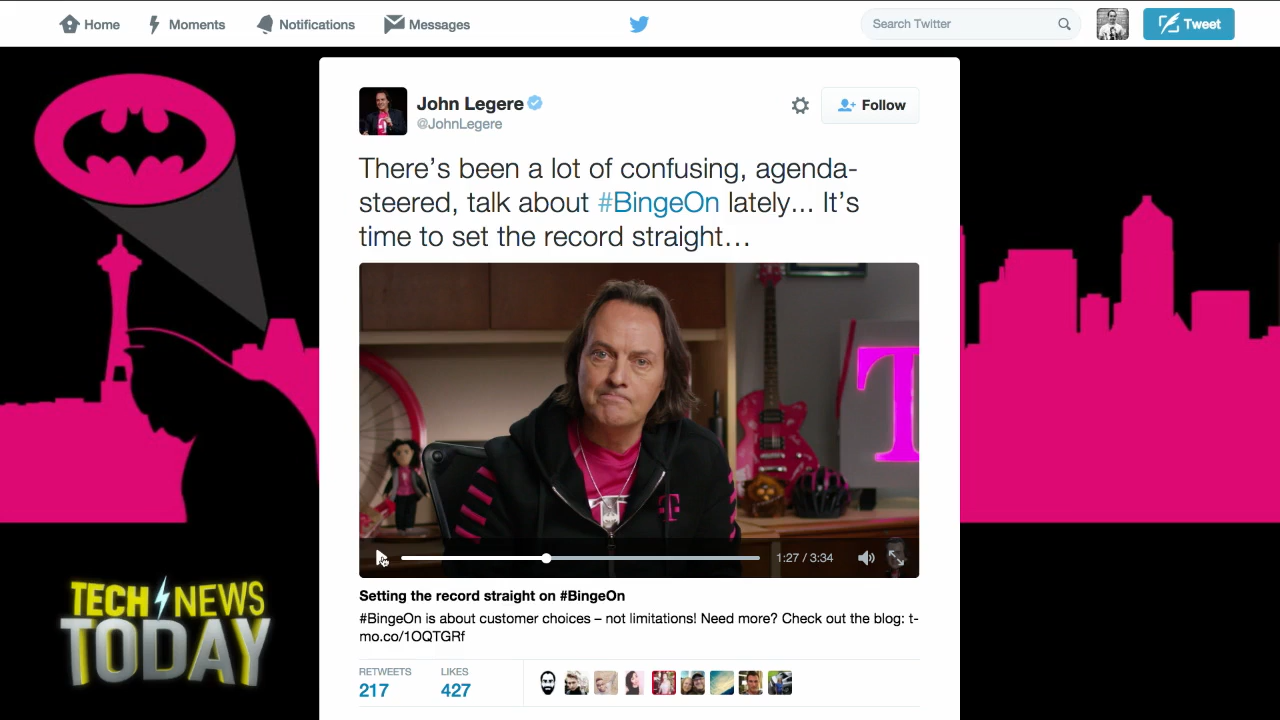 Home Moments Notifications Messages Search Twitter Tweet
John Legere
@JohnLegere
Follow
There's been a lot of confusing, agenda-
steered, talk about #BingeOn lately... It's
time to set the record straight...
T
T
T
1:27 / 3:34
Setting the record straight on #BingeOn
#BingeOn is about customer choices – not limitations! Need more? Check out the blog: t-
mo.co/1OQTGRf
RETWEETS LIKES
217 427
TECH NEWS
TODAY